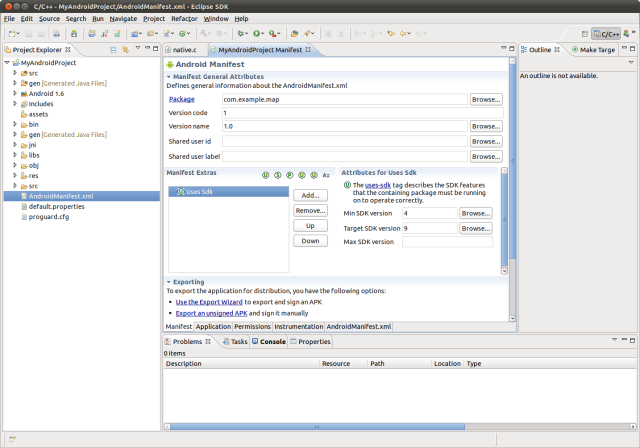 C/C++ - MyAndroidProject/AndroidManifest.xml - Eclipse SDK
File Edit Source Search Run Navigate Project Refactor Window Help
C/C++
Project Explorer
MyAndroidProject
src
gen [Generated Java Files]
Android 1.6
Includes
assets
bin
gen [Generated Java Files]
jni
libs
obj
res
src
AndroidManifest.xml
default.properties
proguard.cfg
native.c
MyAndroidProject Manifest
Android Manifest
Manifest General Attributes
Defines general information about the AndroidManifest.xml
Package com.example.map Browse...
Version code 1
Version name 1.0 Browse...
Shared user id Browse...
Shared user label Browse...
Manifest Extras
U S P U U Az
U Uses Sdk
Add...
Remove...
Up
Down
Attributes for Uses Sdk
U The uses-sdk tag describes the SDK features
that the containing package must be running
on to operate correctly.
Min SDK version 4 Browse...
Target SDK version 9 Browse...
Max SDK version
Exporting
To export the application for distribution, you have the following options:
• Use the Export Wizard to export and sign an APK
• Export an unsigned APK and sign it manually
Manifest Application Permissions Instrumentation AndroidManifest.xml
Outline
Make Targe
An outline is not available.
Problems Tasks Console Properties
0 items
Description Resource Path Location Type